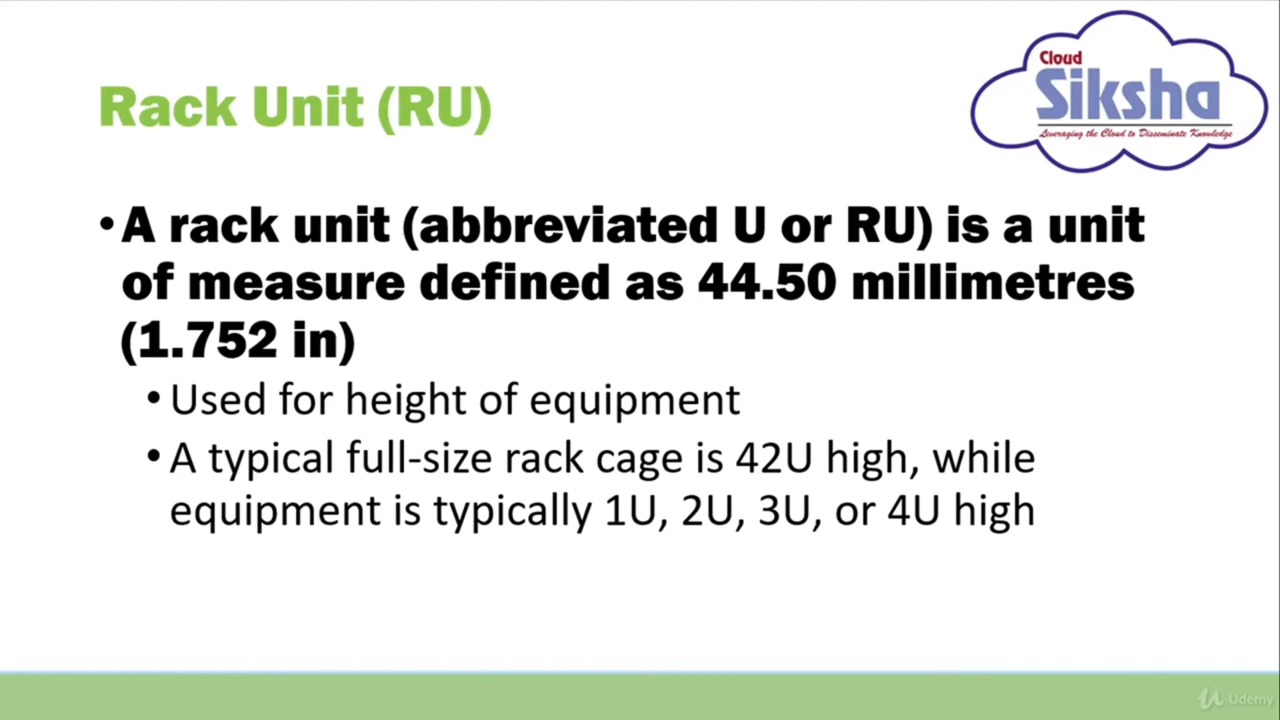 Rack Unit (RU)
Cloud
Siksha
Leveraging the Cloud to Disseminate Knowledge
• A rack unit (abbreviated U or RU) is a unit
of measure defined as 44.50 millimetres
(1.752 in)
• Used for height of equipment
• A typical full-size rack cage is 42U high, while
equipment is typically 1U, 2U, 3U, or 4U high
Udemy